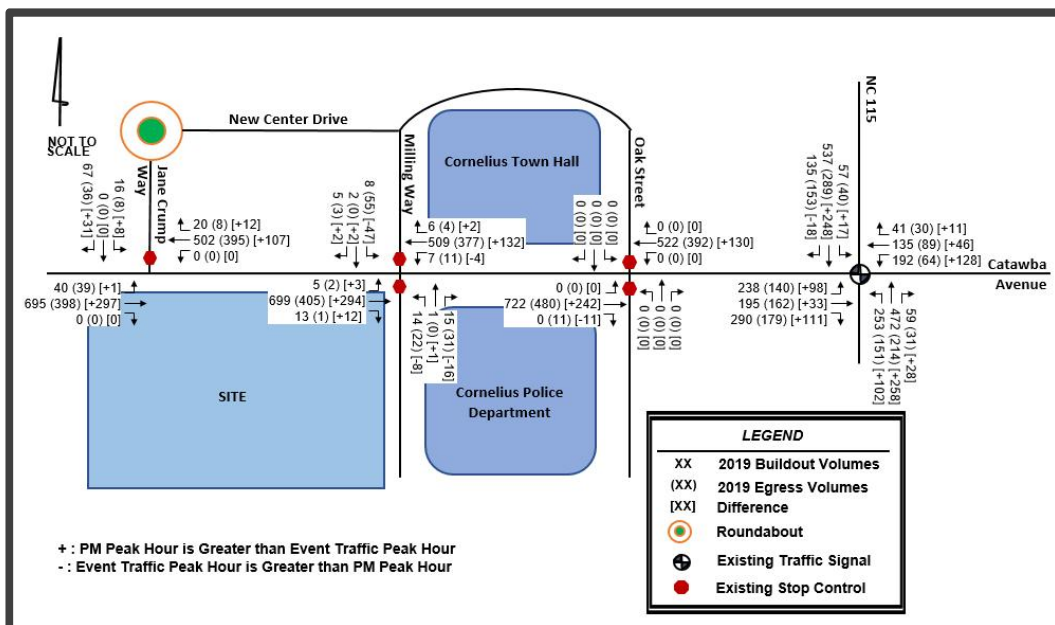 NOT TO
SCALE
New Center Drive
Jane Crump
Way
Milling Way
Oak Street
NC 115
Cornelius Town Hall
67 (36) [+31]
0 (0) [0]
16 (8) [+8]
20 (8) [+12]
502 (395) [+107]
0 (0) [0]
5 (3) [+2]
2 (0) [+2]
8 (55) [-47]
6 (4) [+2]
509 (377) [+132]
7 (11) [-4]
0 (0) [0]
0 (0) [0]
0 (0) [0]
0 (0) [0]
522 (392) [+130]
0 (0) [0]
135 (153) [-18]
537 (289) [+248]
57 (40) [+17]
41 (30) [+11]
135 (89) [+46]
192 (64) [+128]
Catawba
Avenue
40 (39) [+1]
695 (398) [+297]
0 (0) [0]
5 (2) [+3]
699 (405) [+294]
13 (1) [+12]
14 (22) [-8]
1 (0) [+1]
15 (31) [-16]
0 (0) [0]
722 (480) [+242]
0 (11) [-11]
0 (0) [0]
0 (0) [0]
0 (0) [0]
238 (140) [+98]
195 (162) [+33]
290 (179) [+111]
253 (151) [+102]
472 (214) [+258]
59 (31) [+28]
SITE
Cornelius Police
Department
LEGEND
XX 2019 Buildout Volumes
(XX) 2019 Egress Volumes
[XX] Difference
Roundabout
Existing Traffic Signal
Existing Stop Control
+ : PM Peak Hour is Greater than Event Traffic Peak Hour
- : Event Traffic Peak Hour is Greater than PM Peak Hour